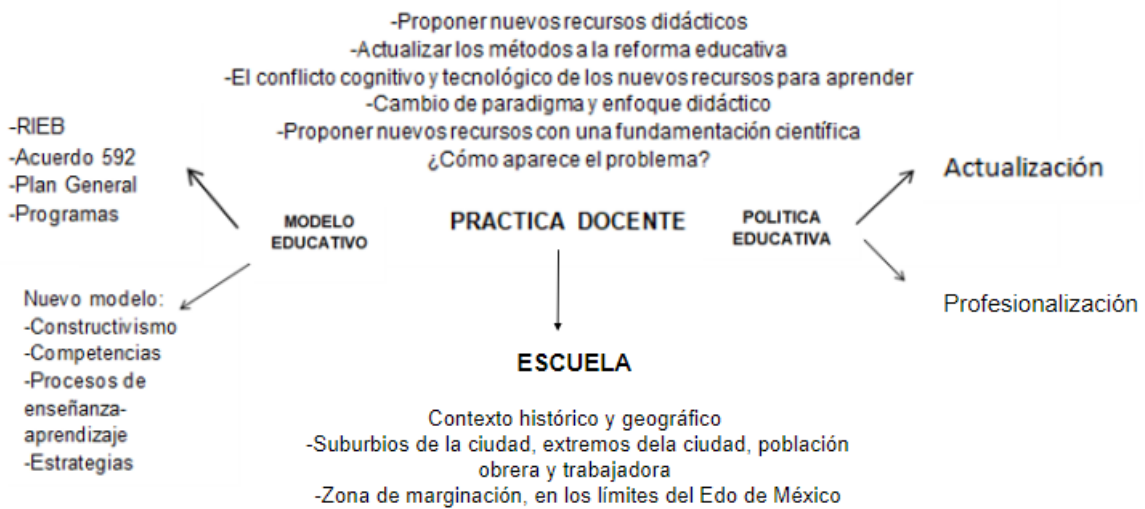 -Proponer nuevos recursos didácticos
-Actualizar los métodos a la reforma educativa
-El conflicto cognitivo y tecnológico de los nuevos recursos para aprender
-Cambio de paradigma y enfoque didáctico
-Proponer nuevos recursos con una fundamentación científica
¿Cómo aparece el problema?
-RIEB
-Acuerdo 592
-Plan General
-Programas
MODELO
EDUCATIVO
PRACTICA DOCENTE
POLITICA
EDUCATIVA
Actualización
Profesionalización
Nuevo modelo:
-Constructivismo
-Competencias
-Procesos de
enseñanza-
aprendizaje
-Estrategias
ESCUELA
Contexto histórico y geográfico
-Suburbios de la ciudad, extremos dela ciudad, población
obrera y trabajadora
-Zona de marginación, en los límites del Edo de México